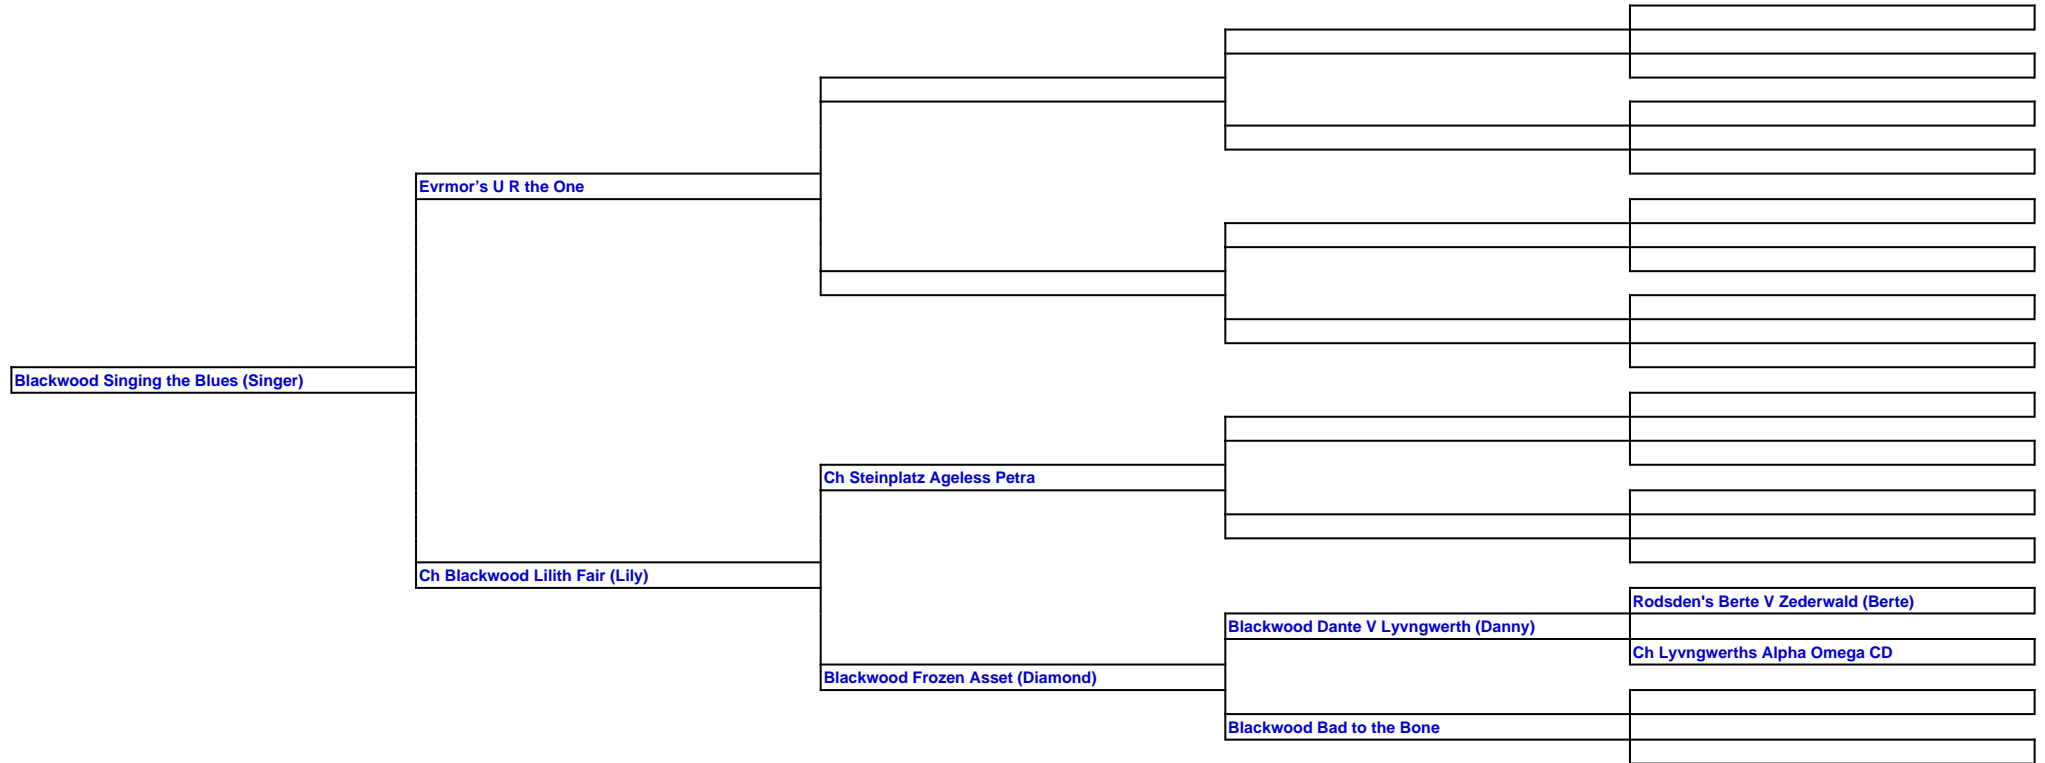 Evrmor’s U R the One
Blackwood Singing the Blues (Singer)
Ch Steinplatz Ageless Petra
Ch Blackwood Lilith Fair (Lily)
Rodsden's Berte V Zederwald (Berte)
Blackwood Dante V Lyvngwerth (Danny)
Ch Lyvngwerths Alpha Omega CD
Blackwood Frozen Asset (Diamond)
Blackwood Bad to the Bone